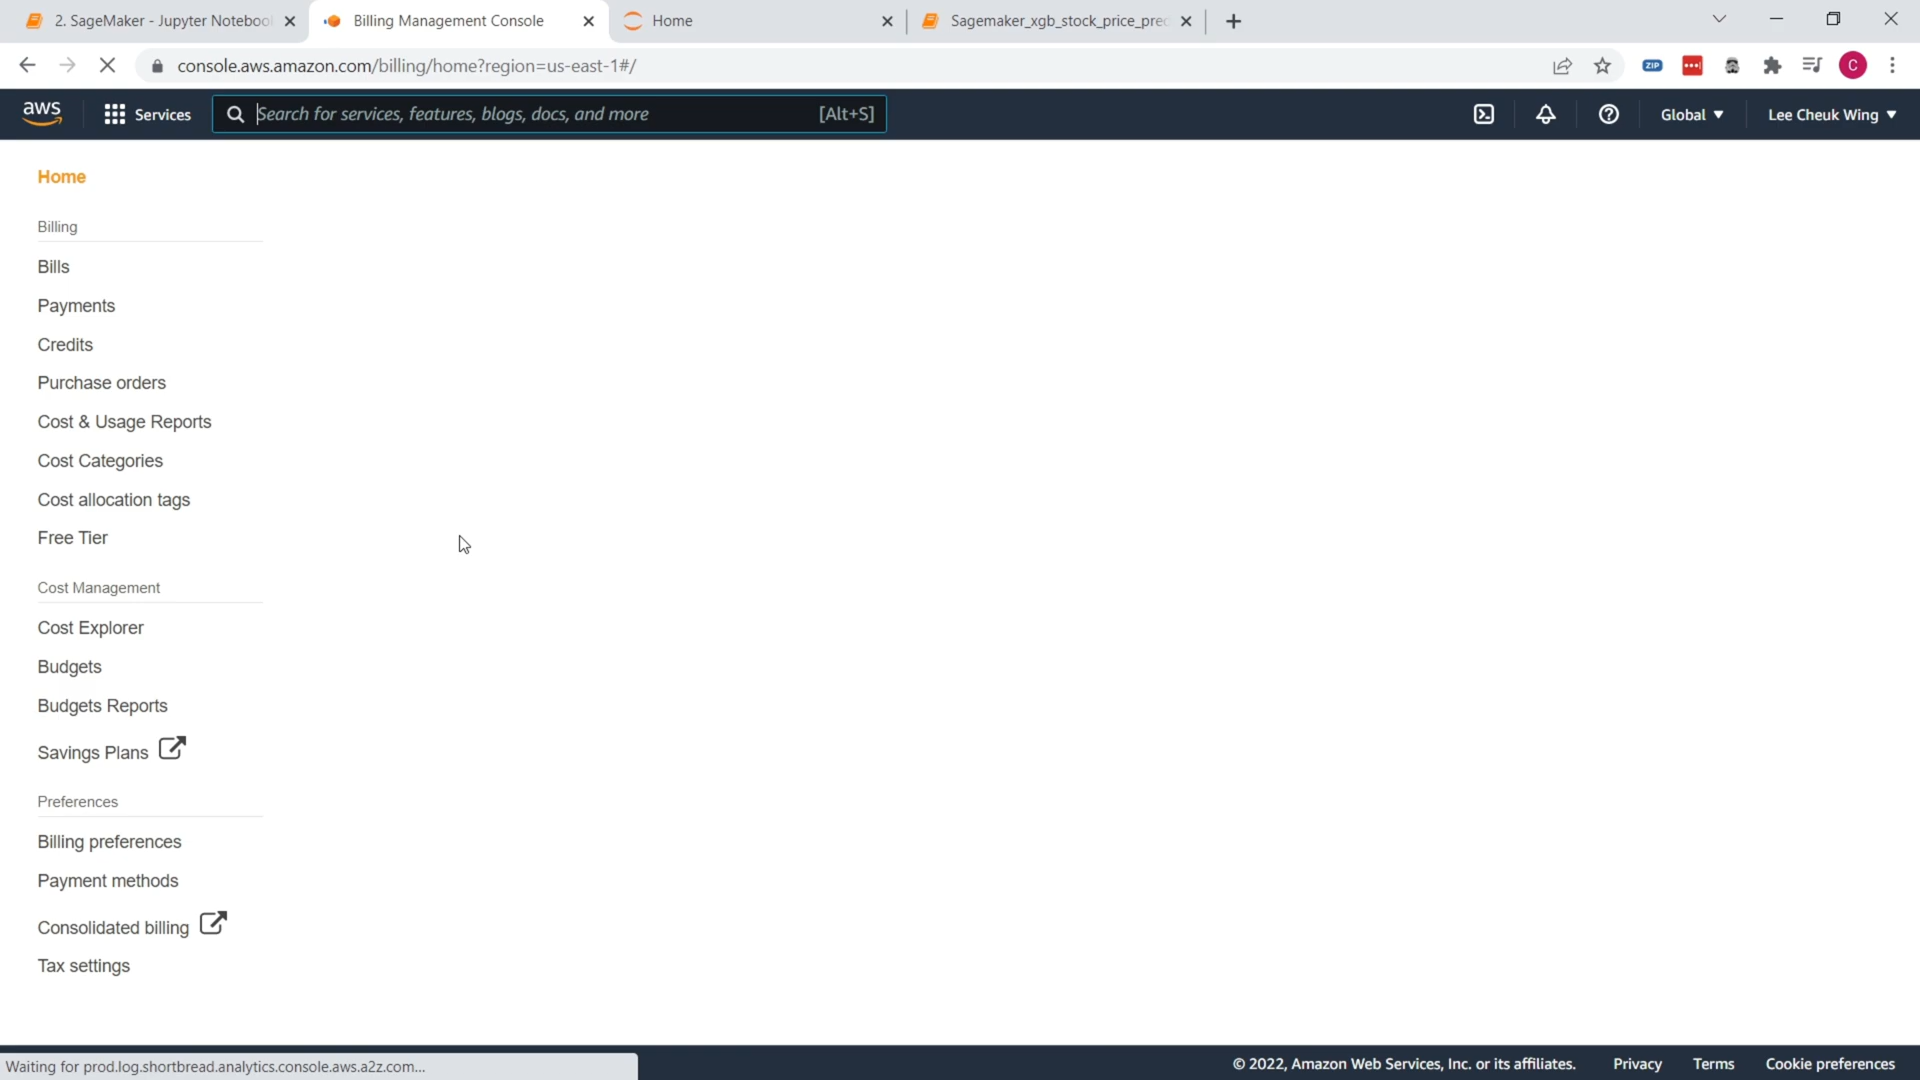 2. SageMaker - Jupyter Noteboo
Billing Management Console
Home
Sagemaker_xgb_stock_price_pred
console.aws.amazon.com/billing/home?region=us-east-1#/
ZIP
C
aws
Services
Search for services, features, blogs, docs, and more
[Alt+S]
Global
Lee Cheuk Wing
Home
Billing
Bills
Payments
Credits
Purchase orders
Cost & Usage Reports
Cost Categories
Cost allocation tags
Free Tier
Cost Management
Cost Explorer
Budgets
Budgets Reports
Savings Plans
Preferences
Billing preferences
Payment methods
Consolidated billing
Tax settings
Waiting for prod.log.shortbread.analytics.console.aws.a2z.com...
© 2022, Amazon Web Services, Inc. or its affiliates.
Privacy
Terms
Cookie preferences